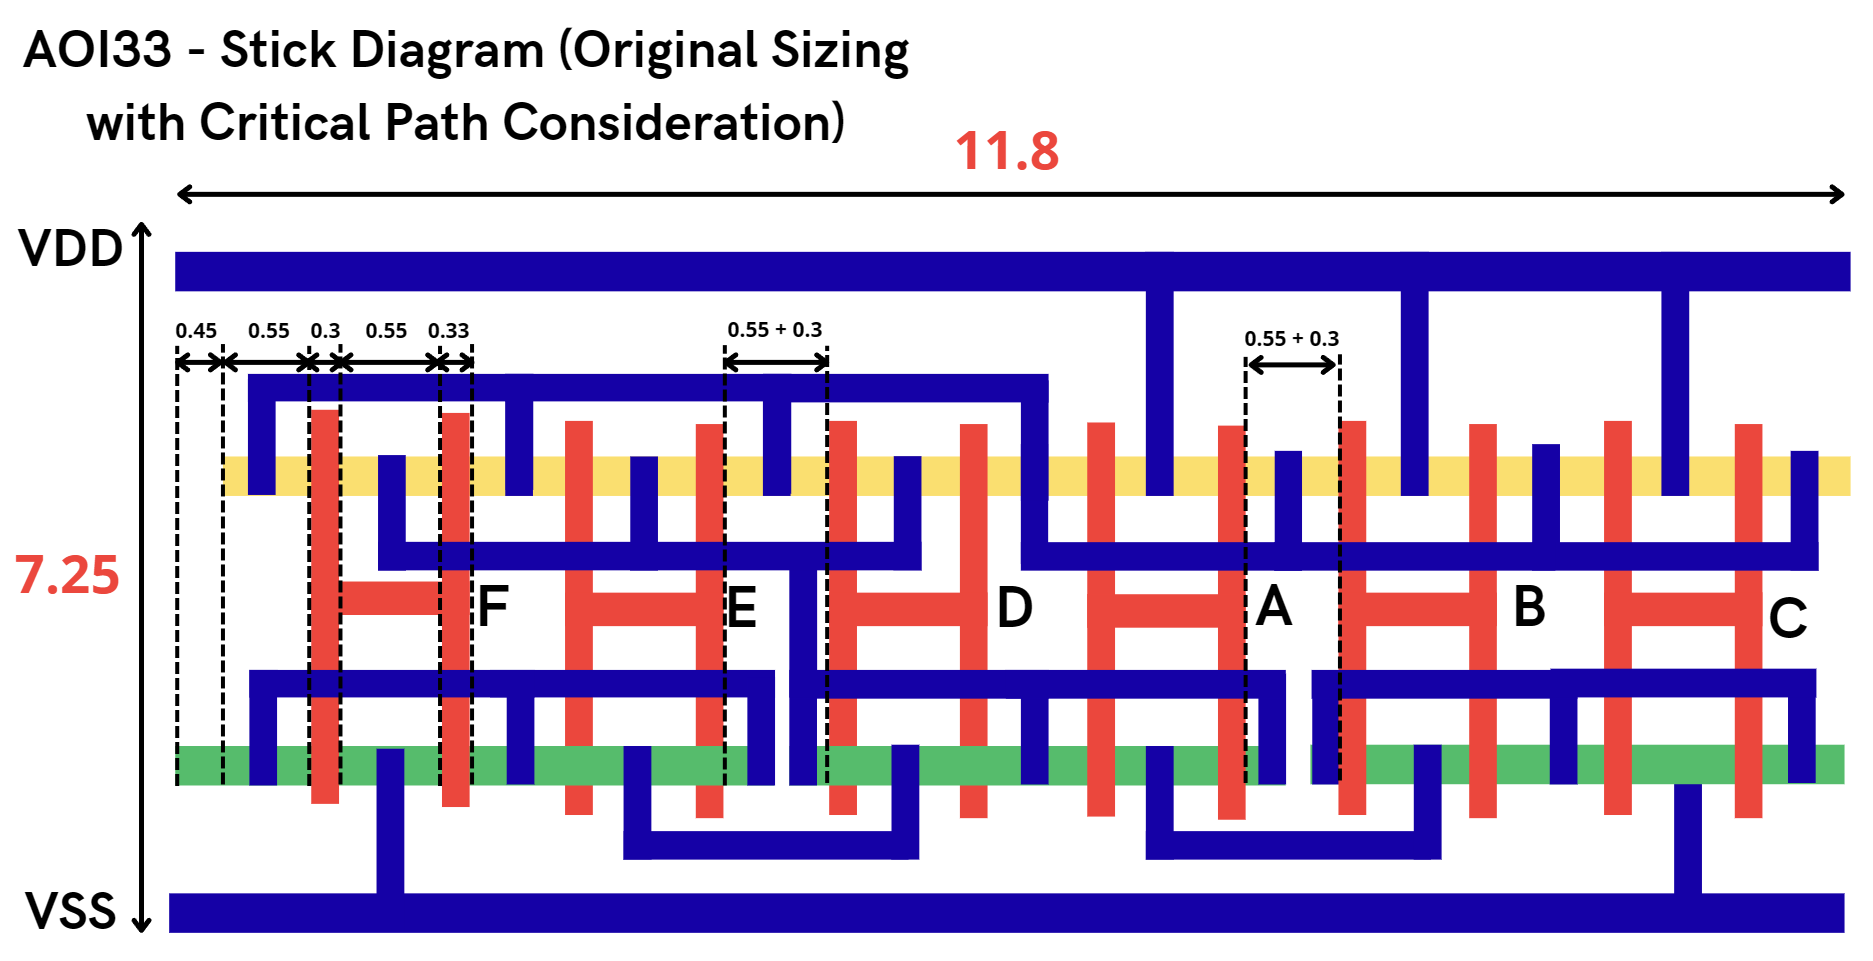 AOI33 - Stick Diagram (Original Sizing
with Critical Path Consideration)
11.8
VDD
0.45 0.55 0.3 0.55 0.33 0.55 + 0.3 0.55 + 0.3
7.25
F E D A B C
VSS